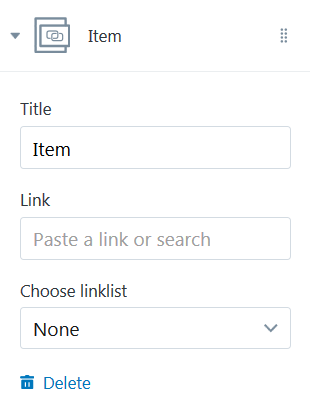 Item
Title
Item
Link
Paste a link or search
Choose linklist
None
Delete